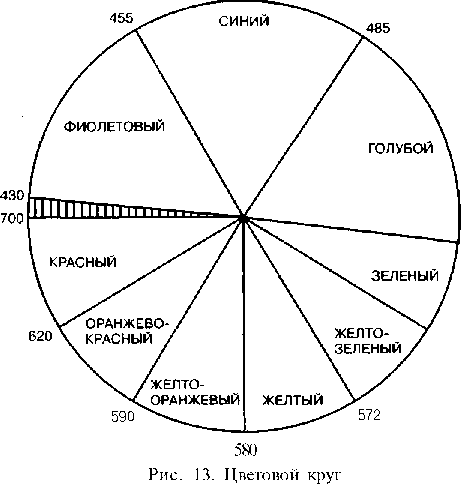 455
СИНИЙ
485
ФИОЛЕТОВЫЙ
ГОЛУБОЙ
430
700
КРАСНЫЙ
ЗЕЛЕНЫЙ
620
ОРАНЖЕВО-
КРАСНЫЙ
ЖЕЛТО-
ЗЕЛЕНЫЙ
ЖЕЛТО-
ОРАНЖЕВЫЙ
ЖЕЛТЫЙ
590
572
580
Рис. 13. Цветовой круг